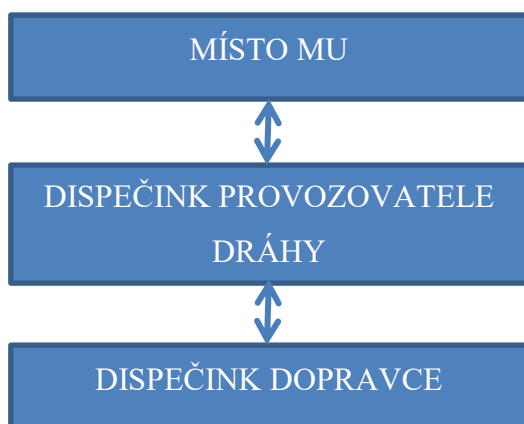 MÍSTO MU
DISPEČINK PROVOZOVATELE
DRÁHY
DISPEČINK DOPRAVCE